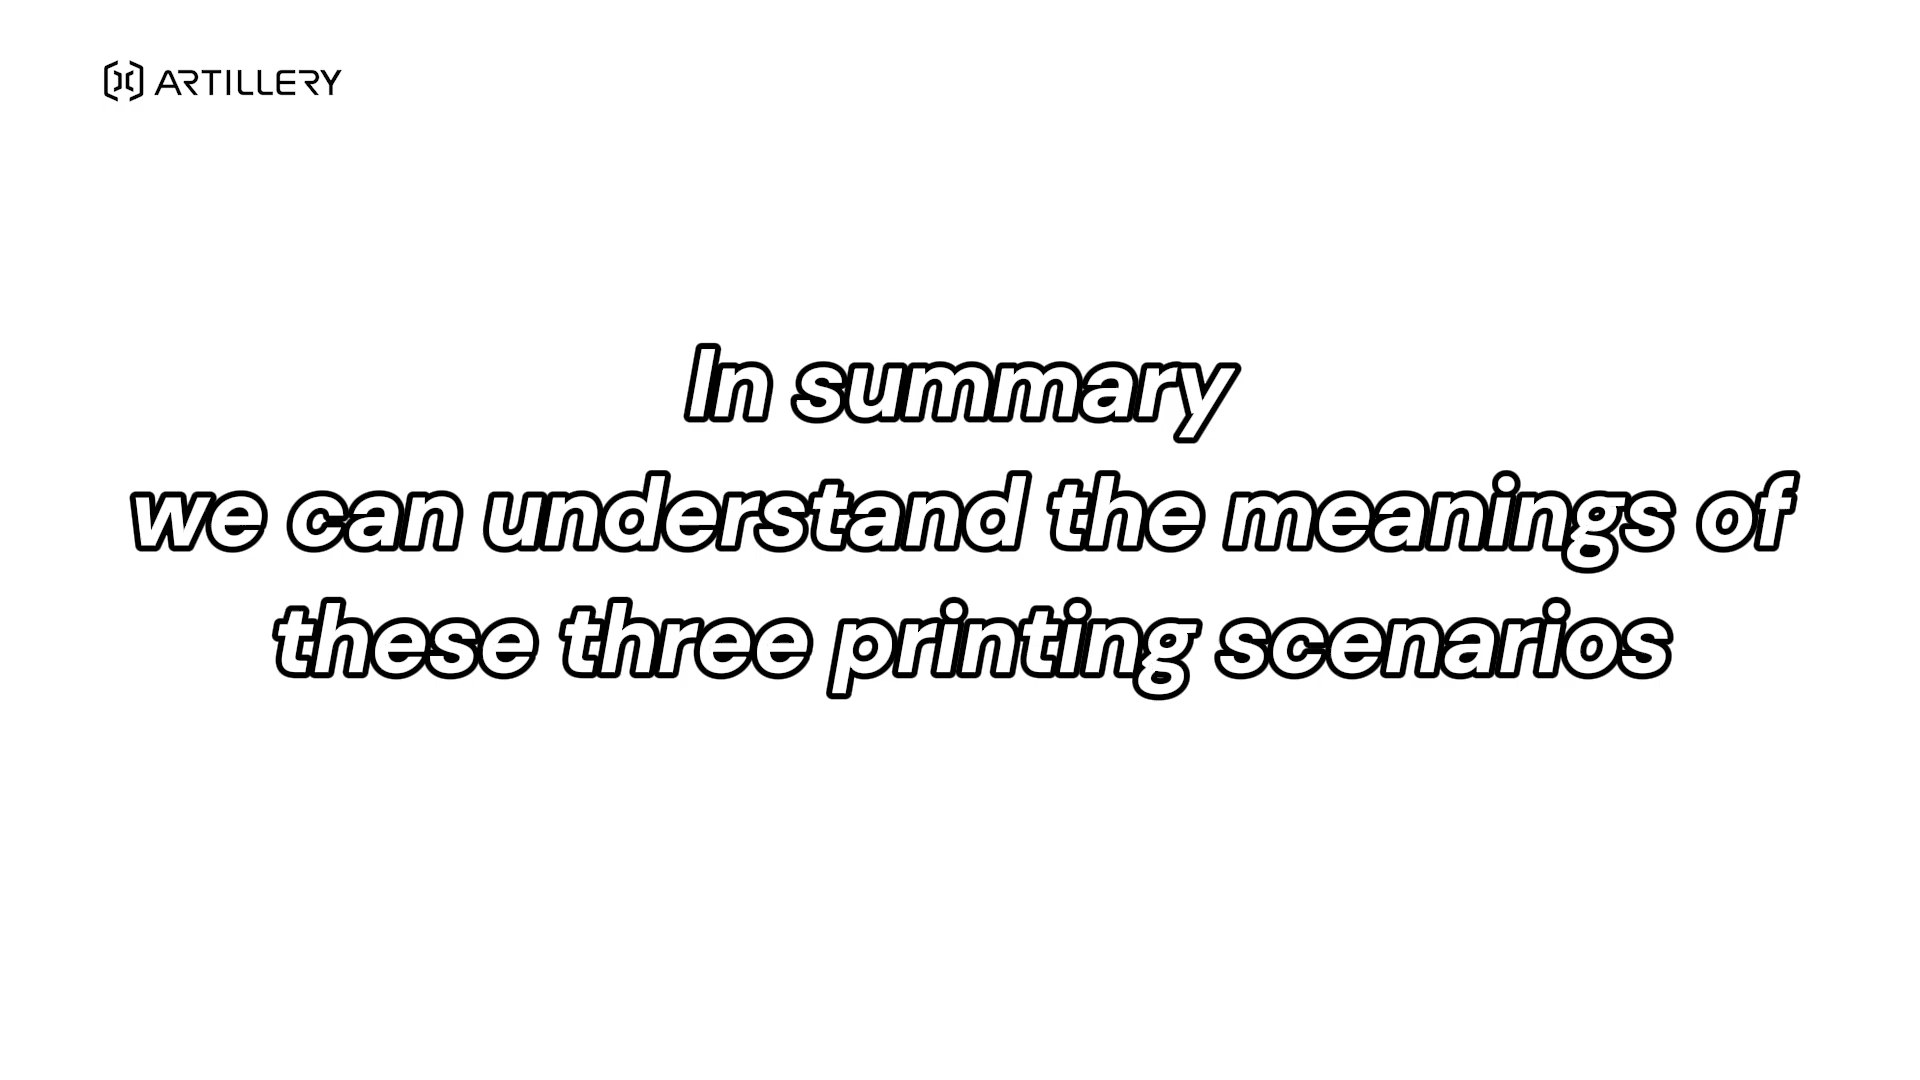 ARTILLERY
In summary
we can understand the meanings of
these three printing scenarios